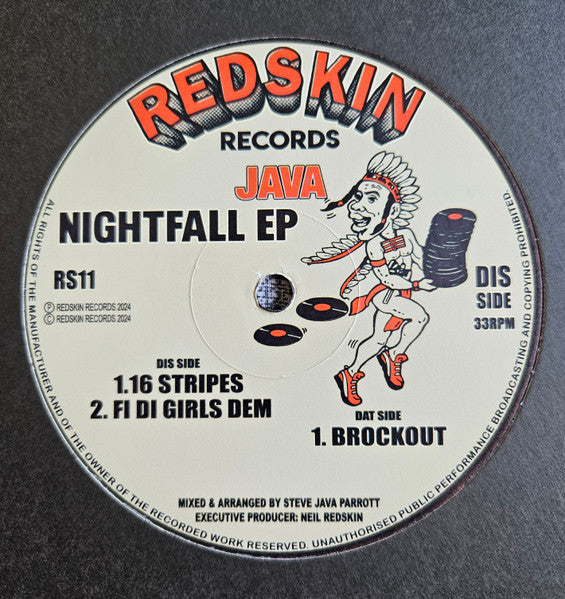 REDSKIN
RECORDS
JAVA
NIGHTFALL EP
RS11
Ⓟ REDSKIN RECORDS 2024
© REDSKIN RECORDS 2024
DIS
SIDE
33RPM
DIS SIDE
1.16 STRIPES
2. FI DI GIRLS DEM
DAT SIDE
1. BROCKOUT
MIXED & ARRANGED BY STEVE JAVA PARROTT
EXECUTIVE PRODUCER: NEIL REDSKIN
ALL RIGHTS OF THE MANUFACTURER AND OF THE OWNER OF THE RECORDED WORK RESERVED. UNAUTHORISED PUBLIC PERFORMANCE BROADCASTING AND COPYING PROHIBITED.